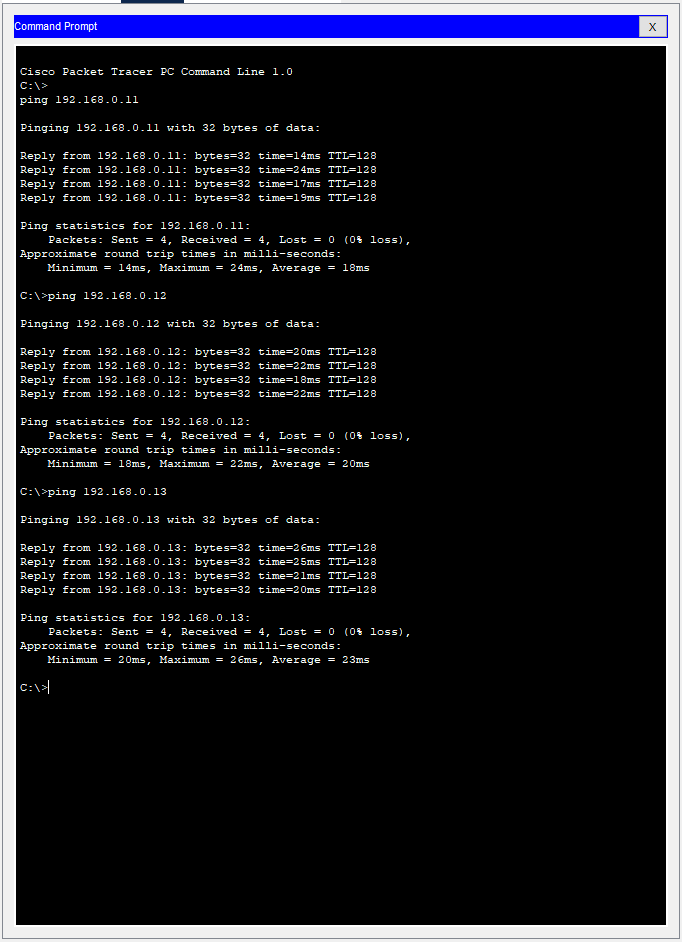 Command Prompt
X
Cisco Packet Tracer PC Command Line 1.0
C:\>
ping 192.168.0.11
Pinging 192.168.0.11 with 32 bytes of data:
Reply from 192.168.0.11: bytes=32 time=14ms TTL=128
Reply from 192.168.0.11: bytes=32 time=24ms TTL=128
Reply from 192.168.0.11: bytes=32 time=17ms TTL=128
Reply from 192.168.0.11: bytes=32 time=19ms TTL=128
Ping statistics for 192.168.0.11:
    Packets: Sent = 4, Received = 4, Lost = 0 (0% loss),
Approximate round trip times in milli-seconds:
    Minimum = 14ms, Maximum = 24ms, Average = 18ms
C:\>ping 192.168.0.12
Pinging 192.168.0.12 with 32 bytes of data:
Reply from 192.168.0.12: bytes=32 time=20ms TTL=128
Reply from 192.168.0.12: bytes=32 time=22ms TTL=128
Reply from 192.168.0.12: bytes=32 time=18ms TTL=128
Reply from 192.168.0.12: bytes=32 time=22ms TTL=128
Ping statistics for 192.168.0.12:
    Packets: Sent = 4, Received = 4, Lost = 0 (0% loss),
Approximate round trip times in milli-seconds:
    Minimum = 18ms, Maximum = 22ms, Average = 20ms
C:\>ping 192.168.0.13
Pinging 192.168.0.13 with 32 bytes of data:
Reply from 192.168.0.13: bytes=32 time=26ms TTL=128
Reply from 192.168.0.13: bytes=32 time=25ms TTL=128
Reply from 192.168.0.13: bytes=32 time=21ms TTL=128
Reply from 192.168.0.13: bytes=32 time=20ms TTL=128
Ping statistics for 192.168.0.13:
    Packets: Sent = 4, Received = 4, Lost = 0 (0% loss),
Approximate round trip times in milli-seconds:
    Minimum = 20ms, Maximum = 26ms, Average = 23ms
C:\>